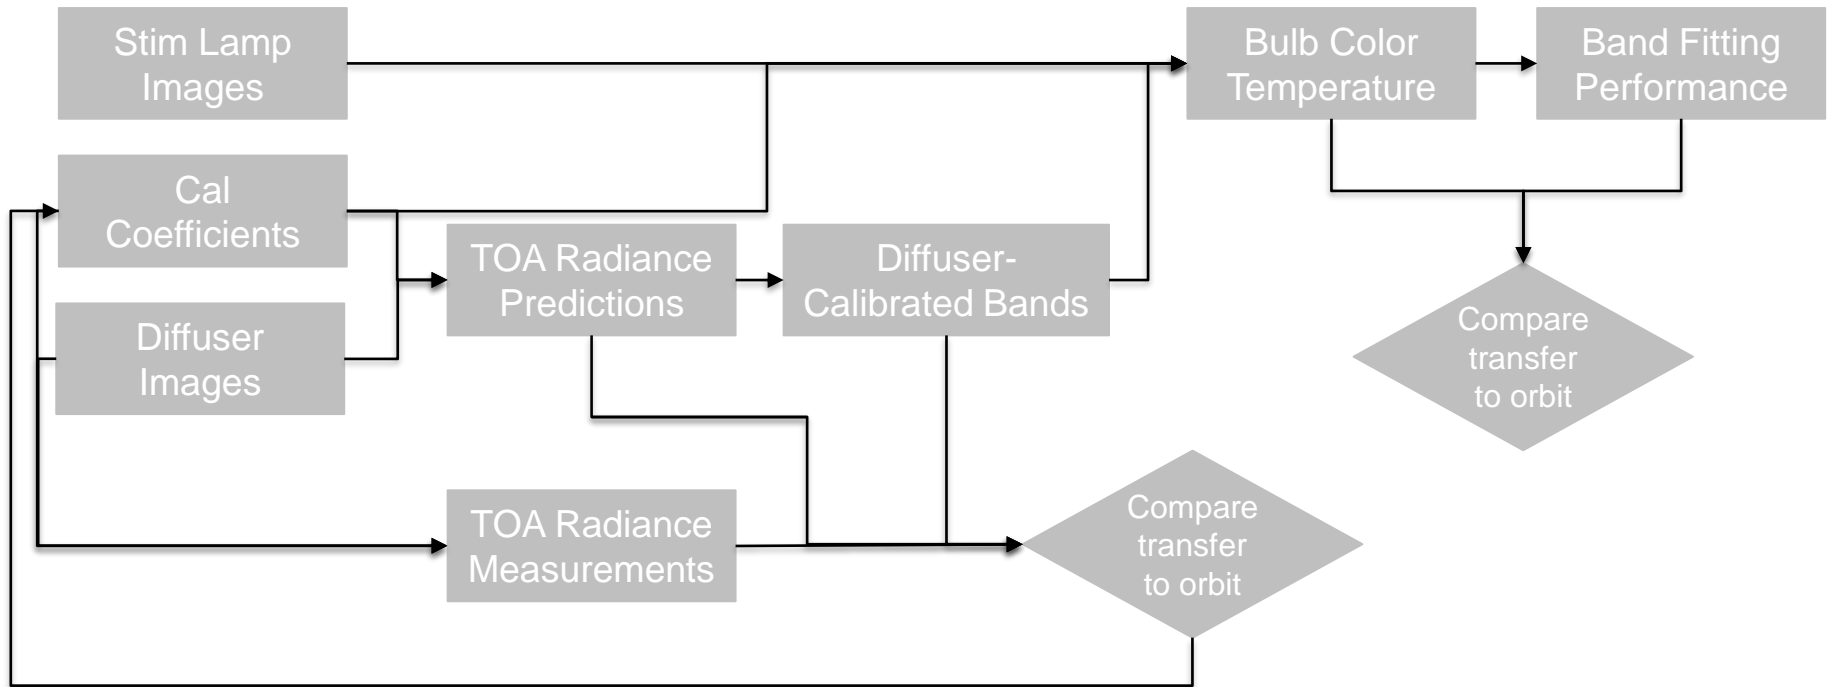 Stim Lamp
Images
Bulb Color
Temperature
Band Fitting
Performance
Cal
Coefficients
TOA Radiance
Predictions
Diffuser-
Calibrated Bands
Diffuser
Images
Compare
transfer
to orbit
TOA Radiance
Measurements
Compare
transfer
to orbit